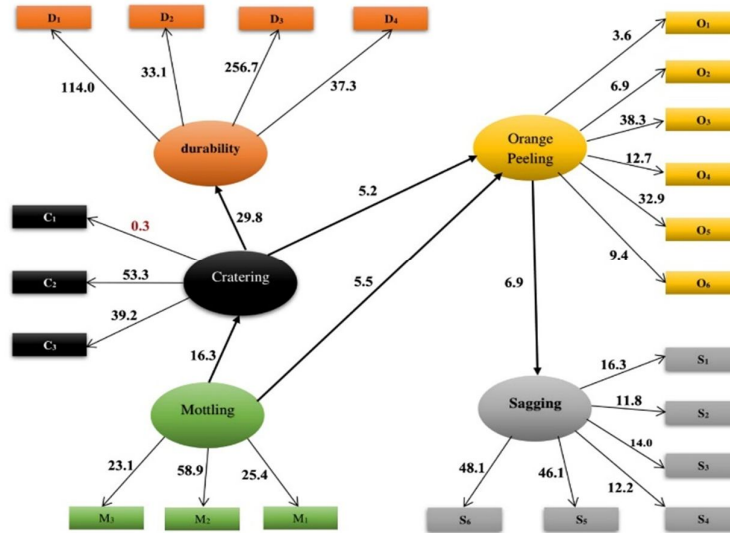 D1
D2
D3
D4
O1
3.6
114.0
33.1
256.7
37.3
6.9
O2
38.3
O3
durability
Orange
Peeling
12.7
O4
32.9
O5
C1
0.3
29.8
5.2
9.4
O6
C2
53.3
Cratering
5.5
6.9
39.2
C3
16.3
16.3
S1
Mottling
Sagging
11.8
S2
14.0
S3
23.1
58.9
25.4
48.1
46.1
12.2
M3
M2
M1
S6
S5
S4